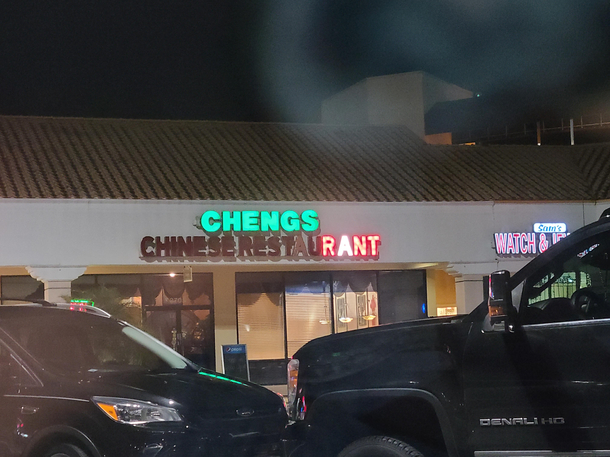 CHENGS
CHINESE RESTAURANT
Sam's
WATCH &
DENALI HD